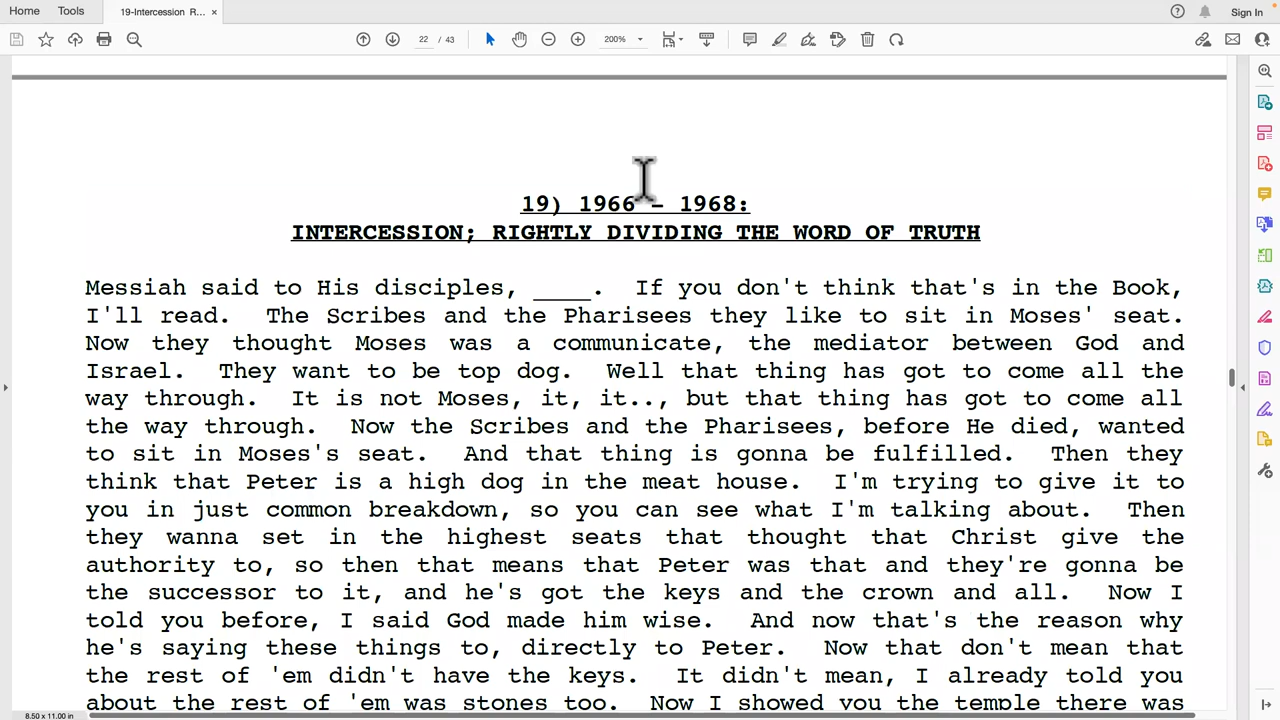 Home Tools 19-Intercession R... × Sign In
22 / 43 200%
19) 1966 – 1968:
INTERCESSION; RIGHTLY DIVIDING THE WORD OF TRUTH
Messiah said to His disciples, ____. If you don't think that's in the Book,
I'll read. The Scribes and the Pharisees they like to sit in Moses' seat.
Now they thought Moses was a communicate, the mediator between God and
Israel. They want to be top dog. Well that thing has got to come all the
way through. It is not Moses, it, it.., but that thing has got to come all
the way through. Now the Scribes and the Pharisees, before He died, wanted
to sit in Moses's seat. And that thing is gonna be fulfilled. Then they
think that Peter is a high dog in the meat house. I'm trying to give it to
you in just common breakdown, so you can see what I'm talking about. Then
they wanna set in the highest seats that thought that Christ give the
authority to, so then that means that Peter was that and they're gonna be
the successor to it, and he's got the keys and the crown and all. Now I
told you before, I said God made him wise. And now that's the reason why
he's saying these things to, directly to Peter. Now that don't mean that
the rest of 'em didn't have the keys. It didn't mean, I already told you
about the rest of 'em was stones too. Now I showed you the temple there was
8.50 x 11.00 in